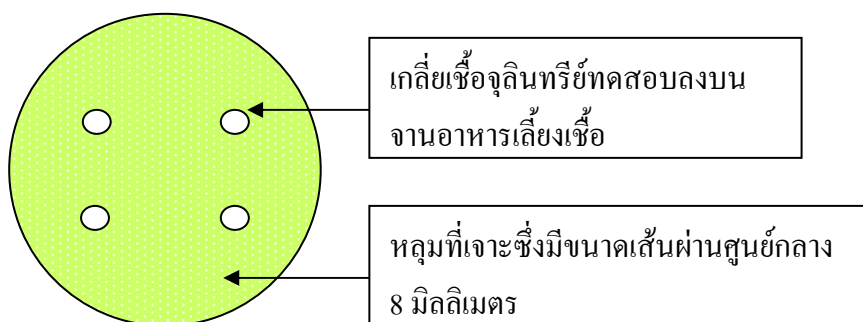 เกลี่ยเชื้อจุลินทรีย์ทดสอบลงบน
จานอาหารเลี้ยงเชื้อ
หลุมที่เจาะซึ่งมีขนาดเส้นผ่านศูนย์กลาง
8 มิลลิเมตร